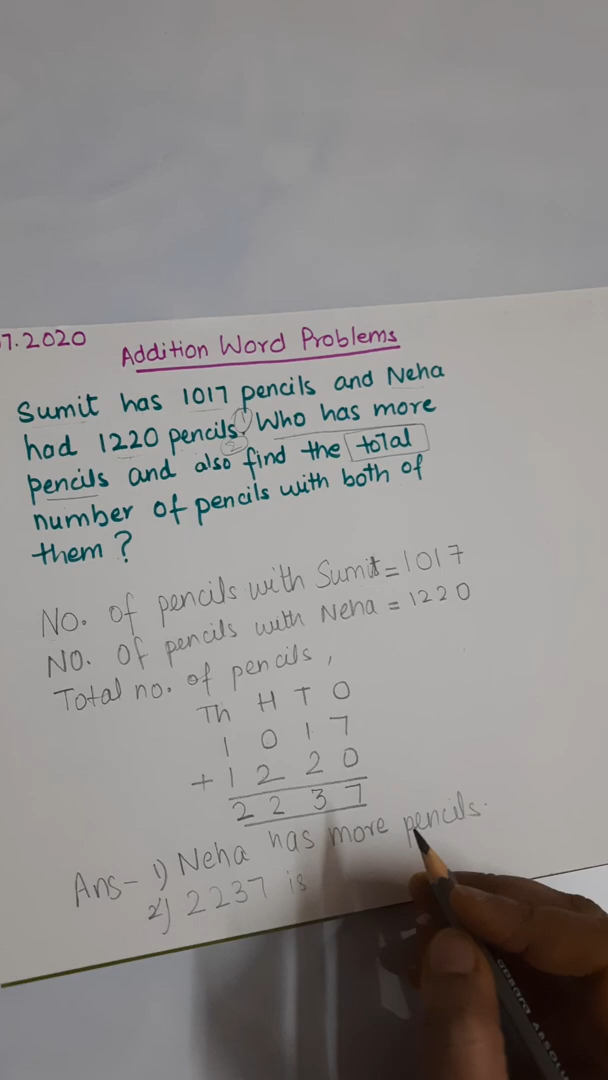 07.2020
Addition Word Problems
Sumit has 1017 pencils and Neha
had 1220 pencils. 1) Who has more
pencils and also 2) find the total
number of pencils with both of
them ?
NO. of pencils with Sumit = 1017
NO. Of pencils with Neha = 1220
Total no. of pencils,
Th H T O
1 0 1 7
+ 1 2 2 0
2 2 3 7
Ans- 1) Neha has more pencils.
2) 2237 is